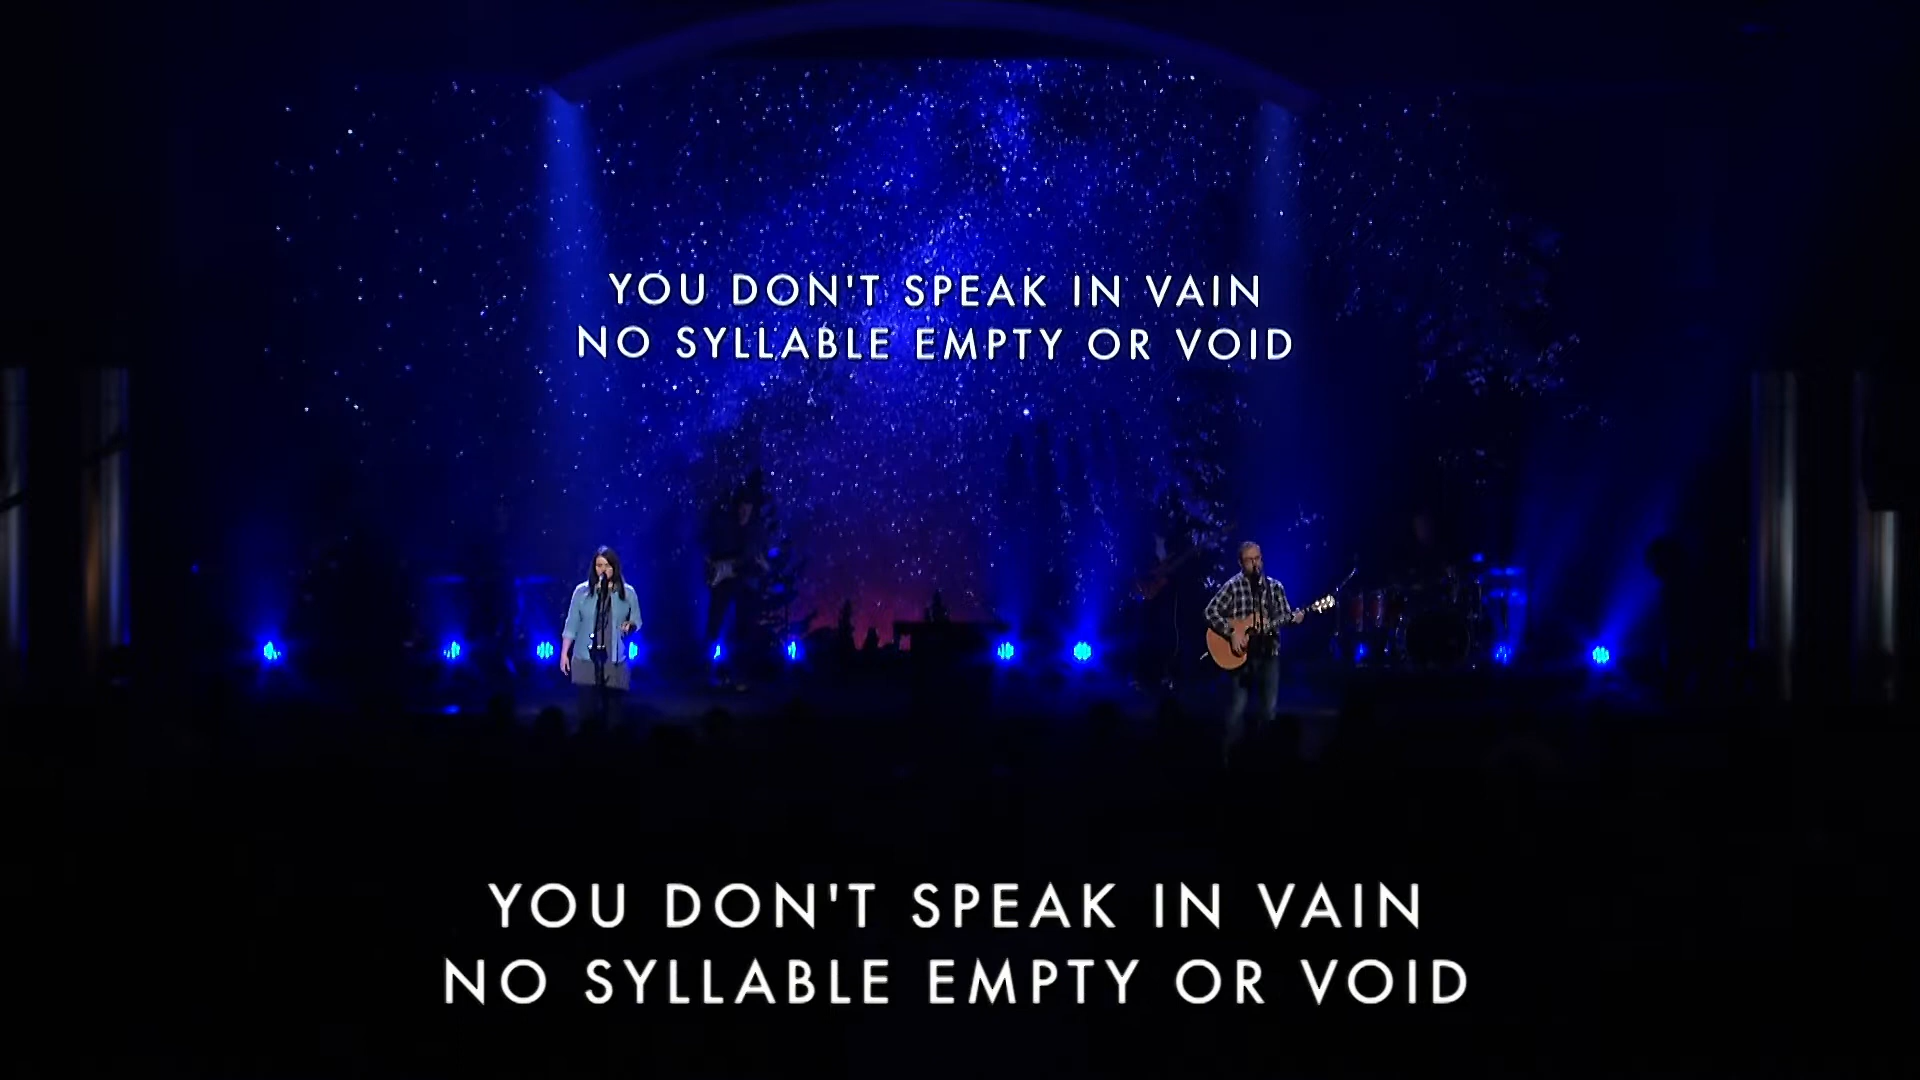 YOU DON'T SPEAK IN VAIN
NO SYLLABLE EMPTY OR VOID
YOU DON'T SPEAK IN VAIN
NO SYLLABLE EMPTY OR VOID